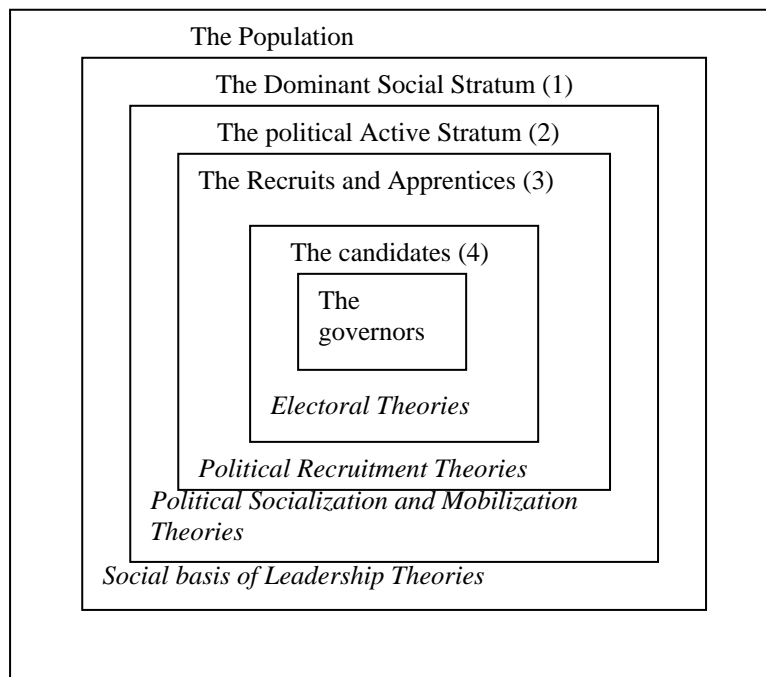 The Population
The Dominant Social Stratum (1)
The political Active Stratum (2)
The Recruits and Apprentices (3)
The candidates (4)
The
governors
Electoral Theories
Political Recruitment Theories
Political Socialization and Mobilization
Theories
Social basis of Leadership Theories